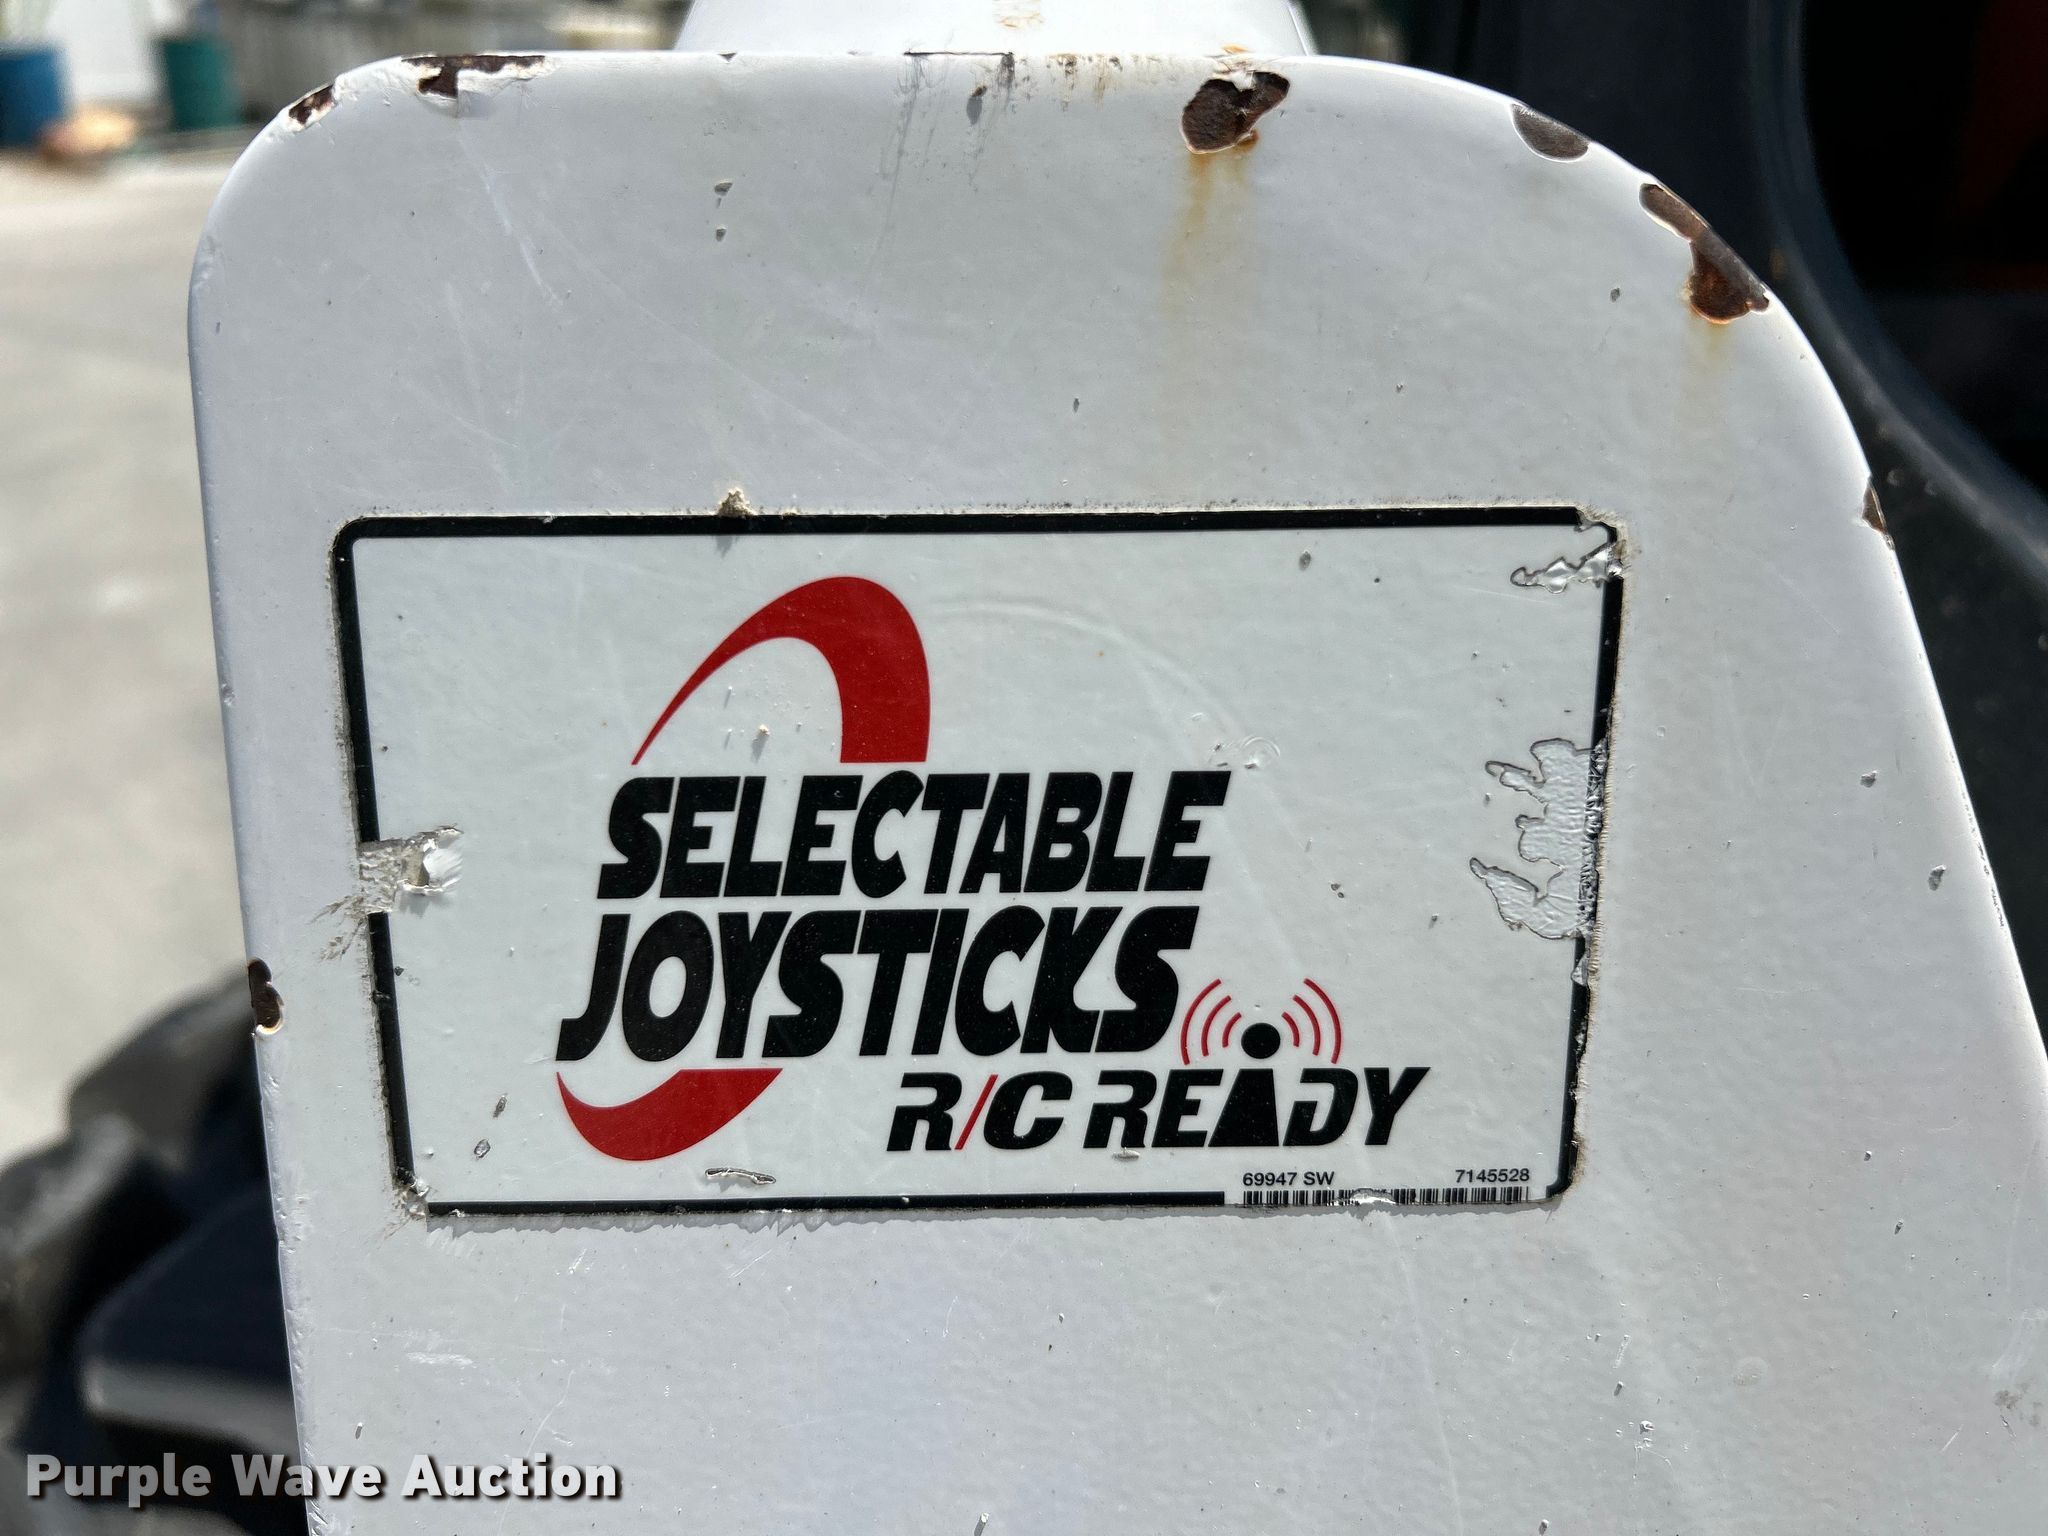 SELECTABLE
JOYSTICKS
R/C READY
69947 SW 7145528
Purple Wave Auction